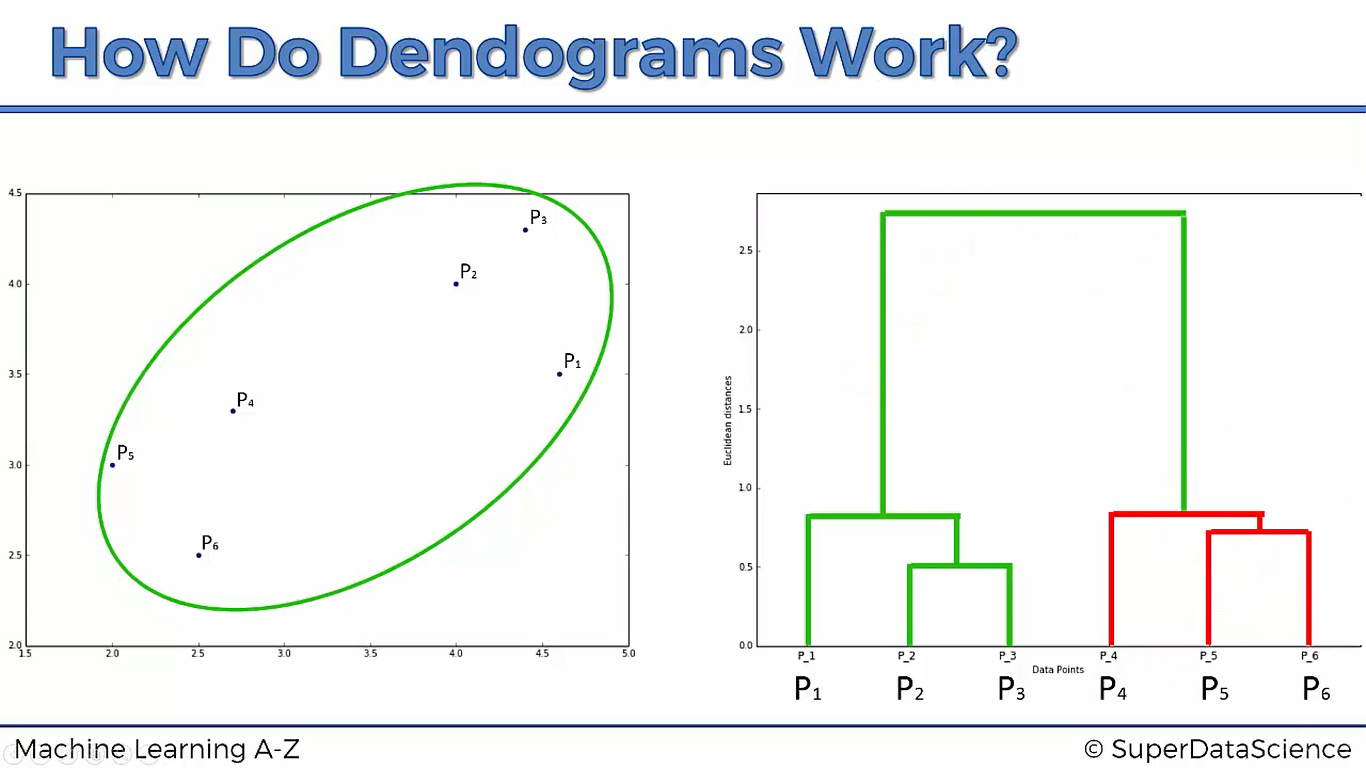 How Do Dendograms Work?
4.5
4.0
3.5
3.0
2.5
2.0
1.5 2.0 2.5 3.0 3.5 4.0 4.5 5.0
P3
P2
P1
P4
P5
P6
2.5
2.0
1.5
1.0
0.5
0.0
Euclidean distances
P_1 P_2 P_3 P_4 P_5 P_6
Data Points
P1 P2 P3 P4 P5 P6
Machine Learning A-Z
© SuperDataScience